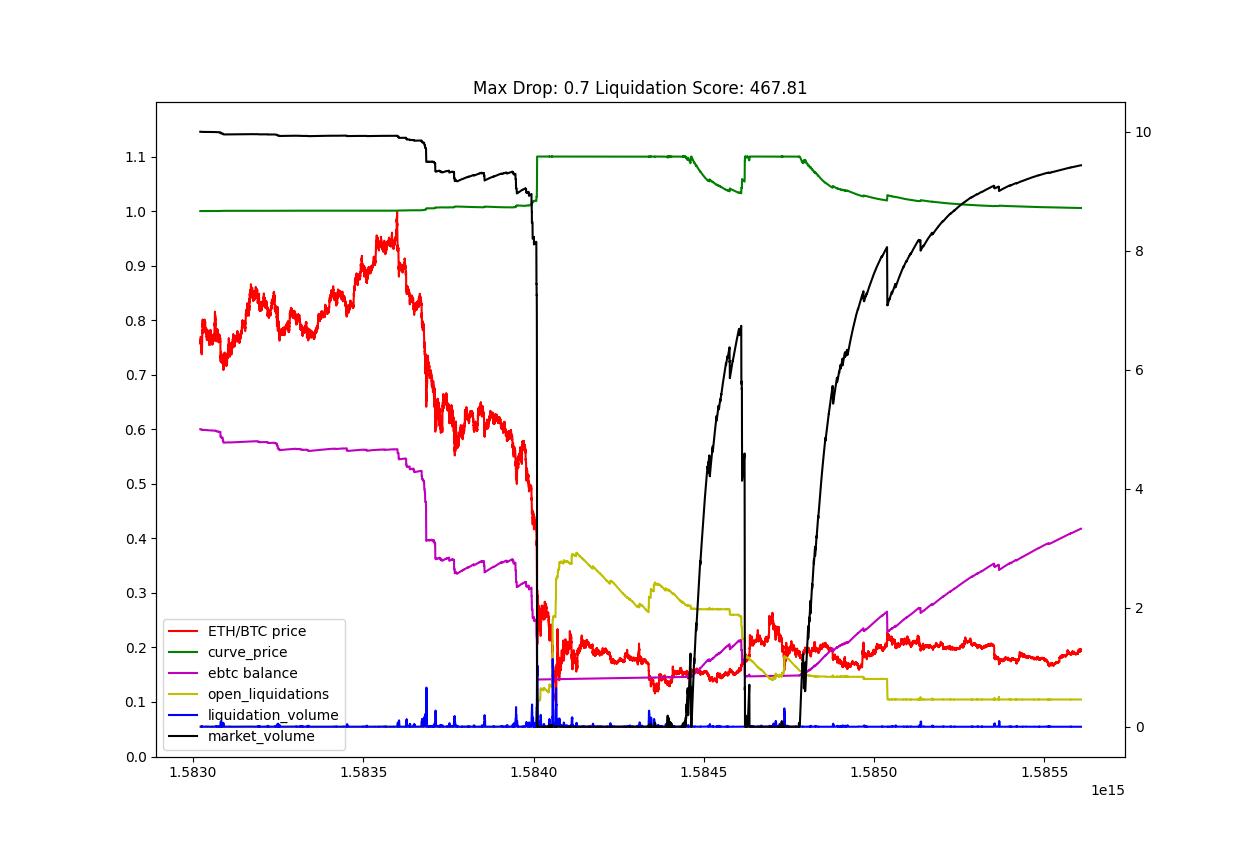 Max Drop: 0.7 Liquidation Score: 467.81
1.1
1.0
0.9
0.8
0.7
0.6
0.5
0.4
0.3
0.2
0.1
0.0
10
8
6
4
2
0
ETH/BTC price
curve_price
ebtc balance
open_liquidations
liquidation_volume
market_volume
1.5830 1.5835 1.5840 1.5845 1.5850 1.5855
1e15